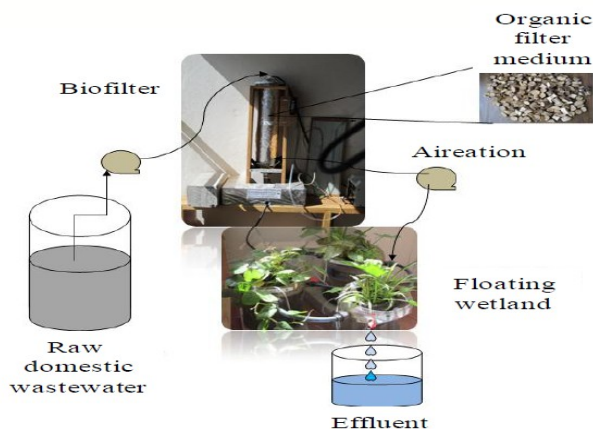 Organic
filter
medium
Biofilter
Aireation
Floating
wetland
Raw
domestic
wastewater
Effluent